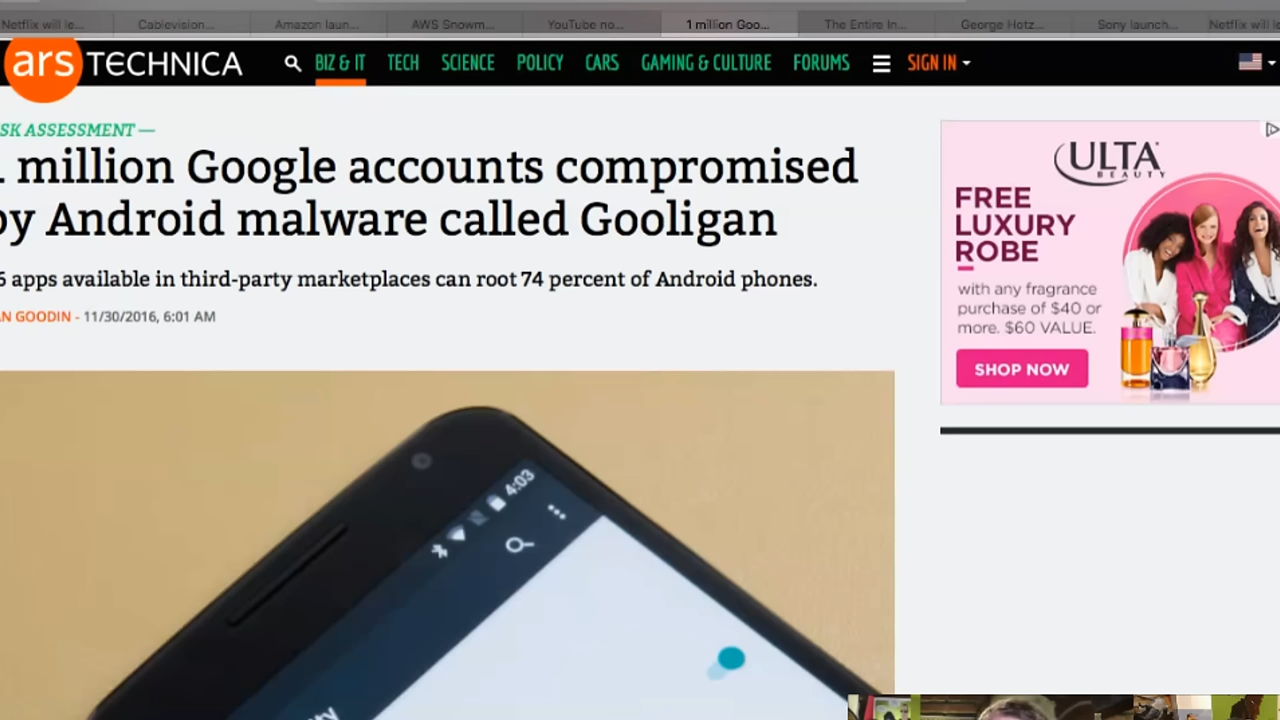 Netflix will le...
Cablevision...
Amazon laun...
AWS Snowm...
YouTube no...
1 million Goo...
The Entire In...
George Hotz...
Sony launch...
ars TECHNICA
BIZ & IT
TECH
SCIENCE
POLICY
CARS
GAMING & CULTURE
FORUMS
SIGN IN
SK ASSESSMENT —
million Google accounts compromised
by Android malware called Gooligan
6 apps available in third-party marketplaces can root 74 percent of Android phones.
AN GOODIN - 11/30/2016, 6:01 AM
ULTA
BEAUTY
FREE
LUXURY
ROBE
with any fragrance
purchase of $40 or
more. $60 VALUE.
SHOP NOW
4:03